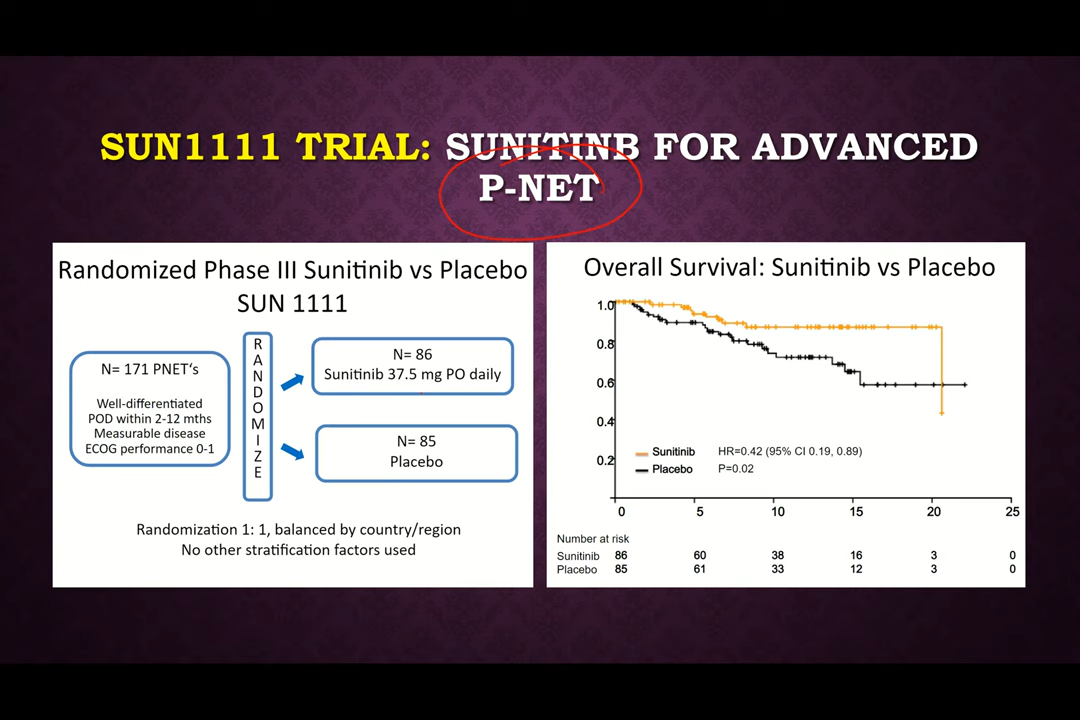 SUN1111 TRIAL: SUNITINB FOR ADVANCED
P-NET
Randomized Phase III Sunitinib vs Placebo
SUN 1111
N= 171 PNET‘s
Well-differentiated
POD within 2-12 mths
Measurable disease
ECOG performance 0-1
RANDOMIZE
N= 86
Sunitinib 37.5 mg PO daily
N= 85
Placebo
Randomization 1: 1, balanced by country/region
No other stratification factors used
Overall Survival: Sunitinib vs Placebo
1.0
0.8
0.6
0.4
0.2
Sunitinib HR=0.42 (95% CI 0.19, 0.89)
Placebo P=0.02
0 5 10 15 20 25
Number at risk
Sunitinib 86 60 38 16 3 0
Placebo 85 61 33 12 3 0